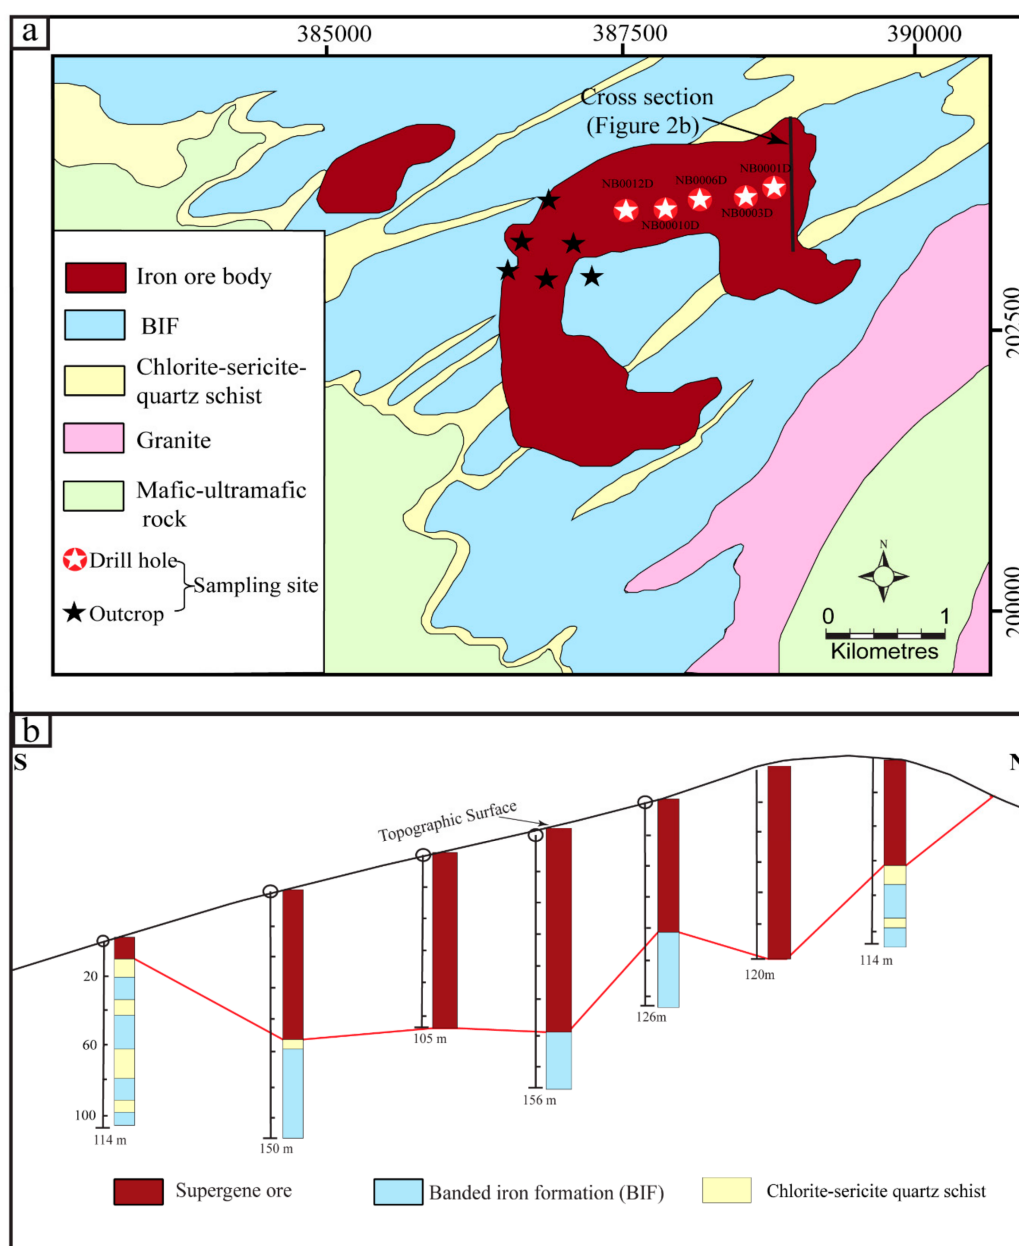 a
385000 387500 390000
Cross section
(Figure 2b)
NB0001D
NB0012D NB0006D
NB00010D NB0003D
202500
200000
Iron ore body
BIF
Chlorite-sericite-
quartz schist
Granite
Mafic-ultramafic
rock
Drill hole
Sampling site
Outcrop
N
0 1
Kilometres
b
S N
Topographic Surface
20
60
100
114 m
150 m
105 m
156 m
126m
120m
114 m
Supergene ore
Banded iron formation (BIF)
Chlorite-sericite quartz schist